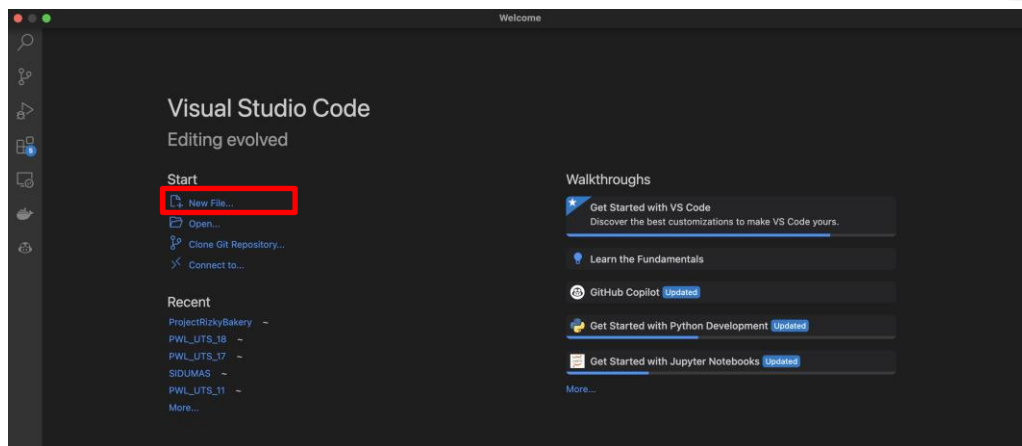 Welcome
Visual Studio Code
Editing evolved
Start
New File...
Open...
Clone Git Repository...
Connect to...
Recent
ProjectRizkyBakery ~
PWL_UTS_18 ~
PWL_UTS_17 ~
SIDUMAS ~
PWL_UTS_11 ~
More...
Walkthroughs
Get Started with VS Code
Discover the best customizations to make VS Code yours.
Learn the Fundamentals
GitHub Copilot Updated
Get Started with Python Development Updated
Get Started with Jupyter Notebooks Updated
More...
5